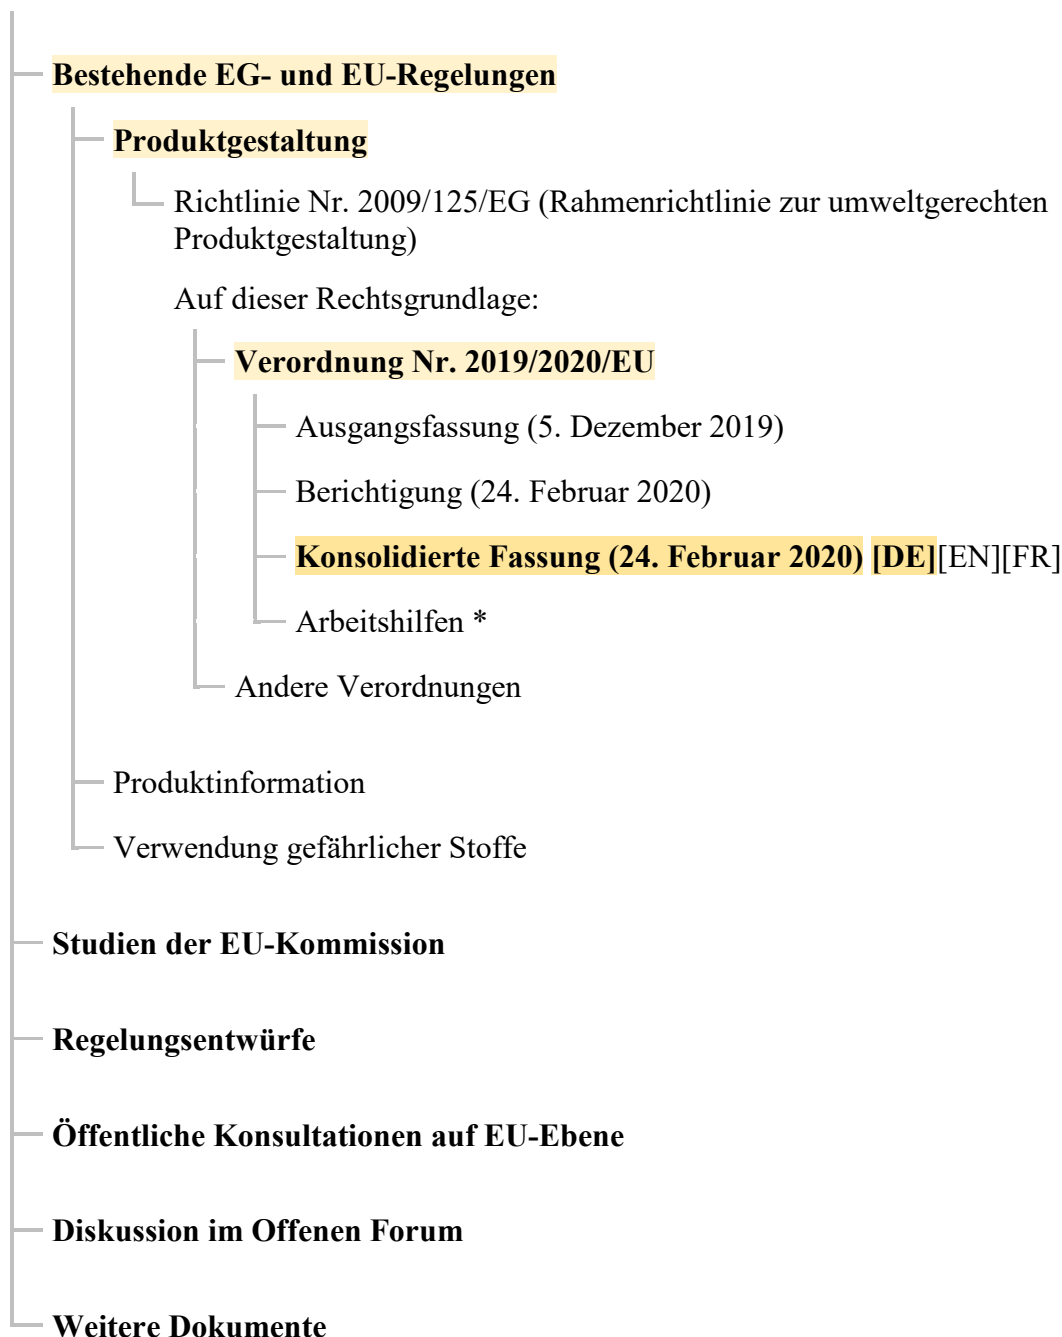 Bestehende EG- und EU-Regelungen
Produktgestaltung
Richtlinie Nr. 2009/125/EG (Rahmenrichtlinie zur umweltgerechten
Produktgestaltung)
Auf dieser Rechtsgrundlage:
Verordnung Nr. 2019/2020/EU
Ausgangsfassung (5. Dezember 2019)
Berichtigung (24. Februar 2020)
Konsolidierte Fassung (24. Februar 2020) [DE][EN][FR]
Arbeitshilfen *
Andere Verordnungen
Produktinformation
Verwendung gefährlicher Stoffe
Studien der EU-Kommission
Regelungsentwürfe
Öffentliche Konsultationen auf EU-Ebene
Diskussion im Offenen Forum
Weitere Dokumente